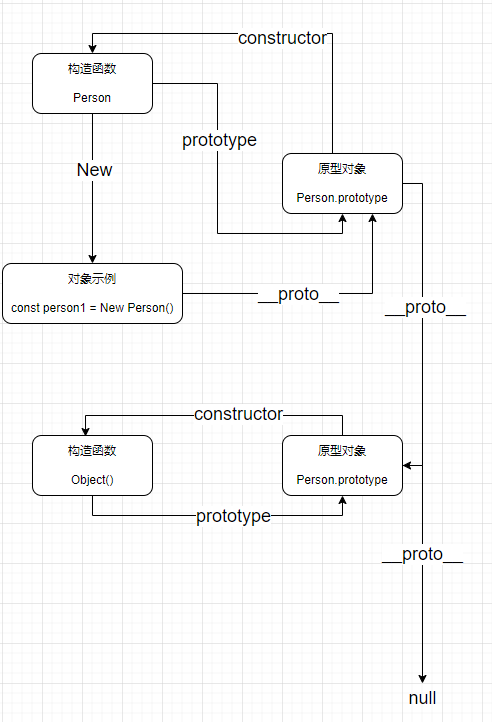 constructor
构造函数
Person
prototype
New
原型对象
Person.prototype
对象示例
const person1 = New Person()
__proto__
__proto__
constructor
构造函数
Object()
原型对象
Person.prototype
prototype
__proto__
null